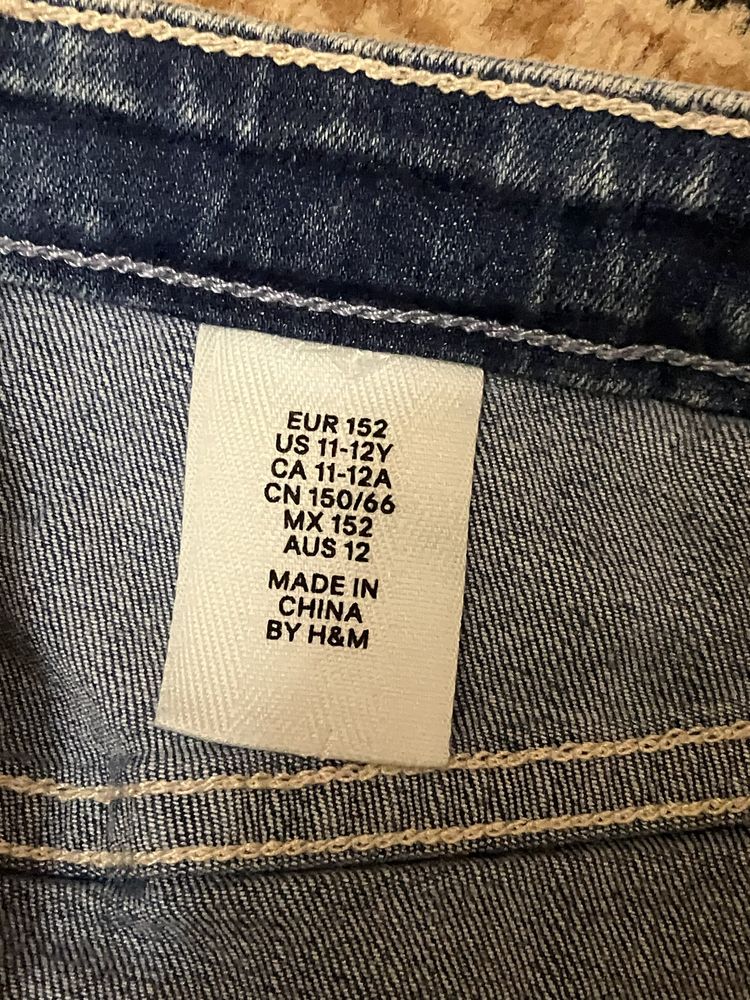 EUR 152
US 11-12Y
CA 11-12A
CN 150/66
MX 152
AUS 12
MADE IN
CHINA
BY H&M